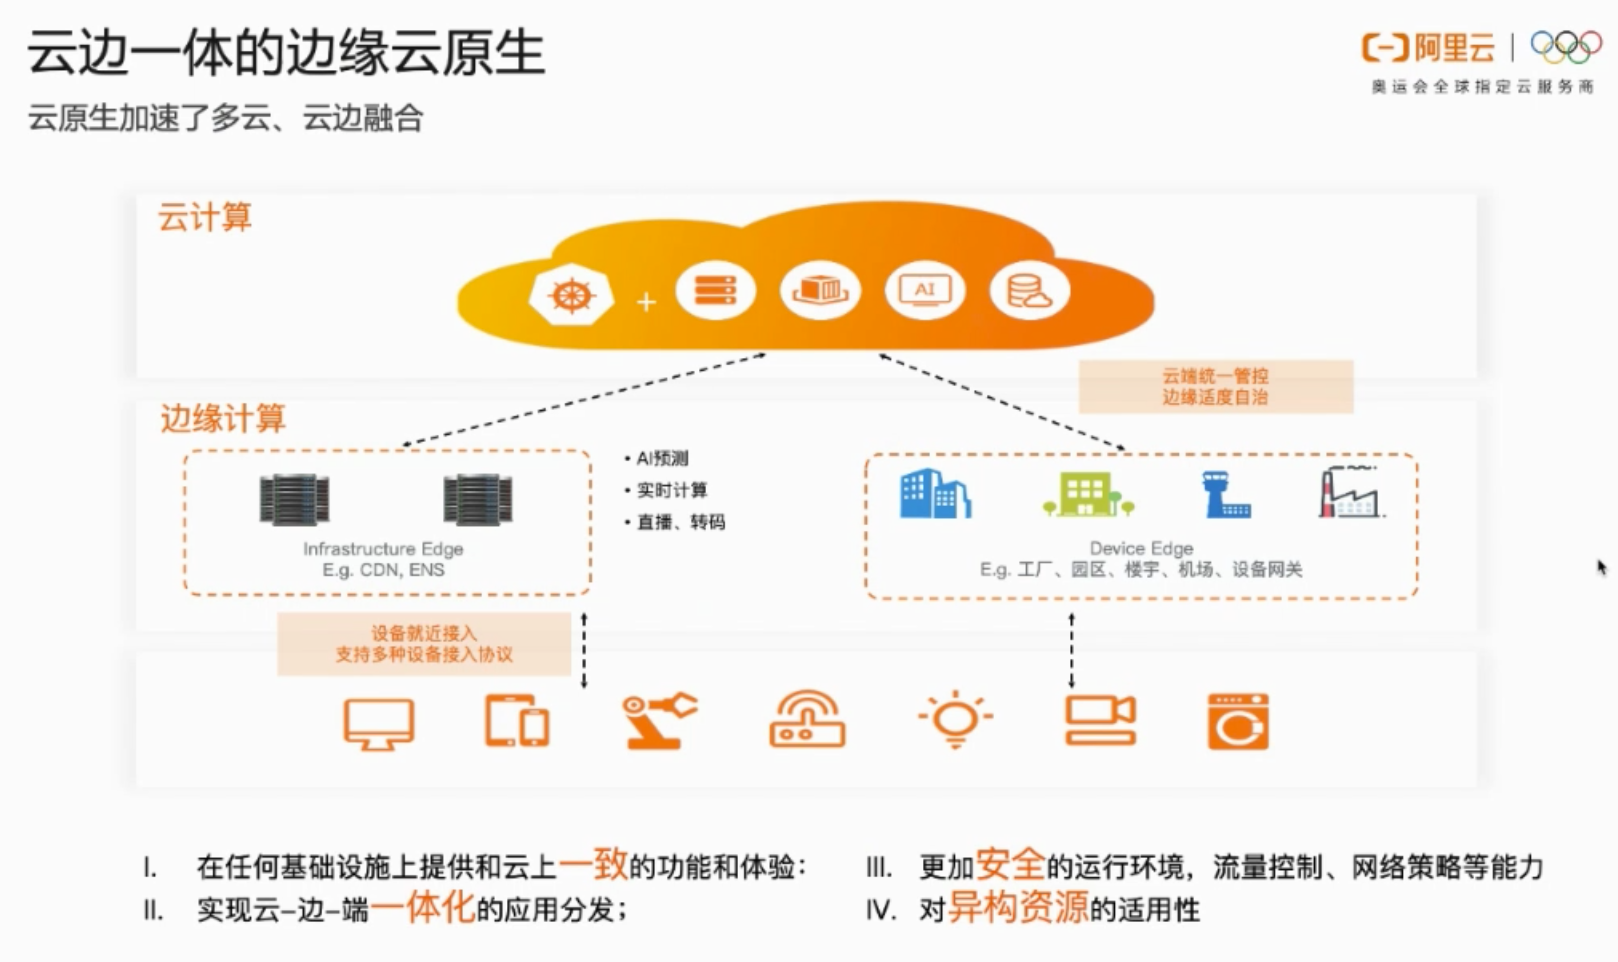 云边一体的边缘云原生
云原生加速了多云、云边融合
阿里云
奥运会全球指定云服务商
云计算
+
AI
云端统一管控
边缘适度自治
边缘计算
• AI预测
• 实时计算
• 直播、转码
Infrastructure Edge
E.g. CDN, ENS
Device Edge
E.g. 工厂、园区、楼宇、机场、设备网关
设备就近接入
支持多种设备接入协议
I. 在任何基础设施上提供和云上一致的功能和体验：
II. 实现云–边–端一体化的应用分发；
III. 更加安全的运行环境，流量控制、网络策略等能力
IV. 对异构资源的适用性